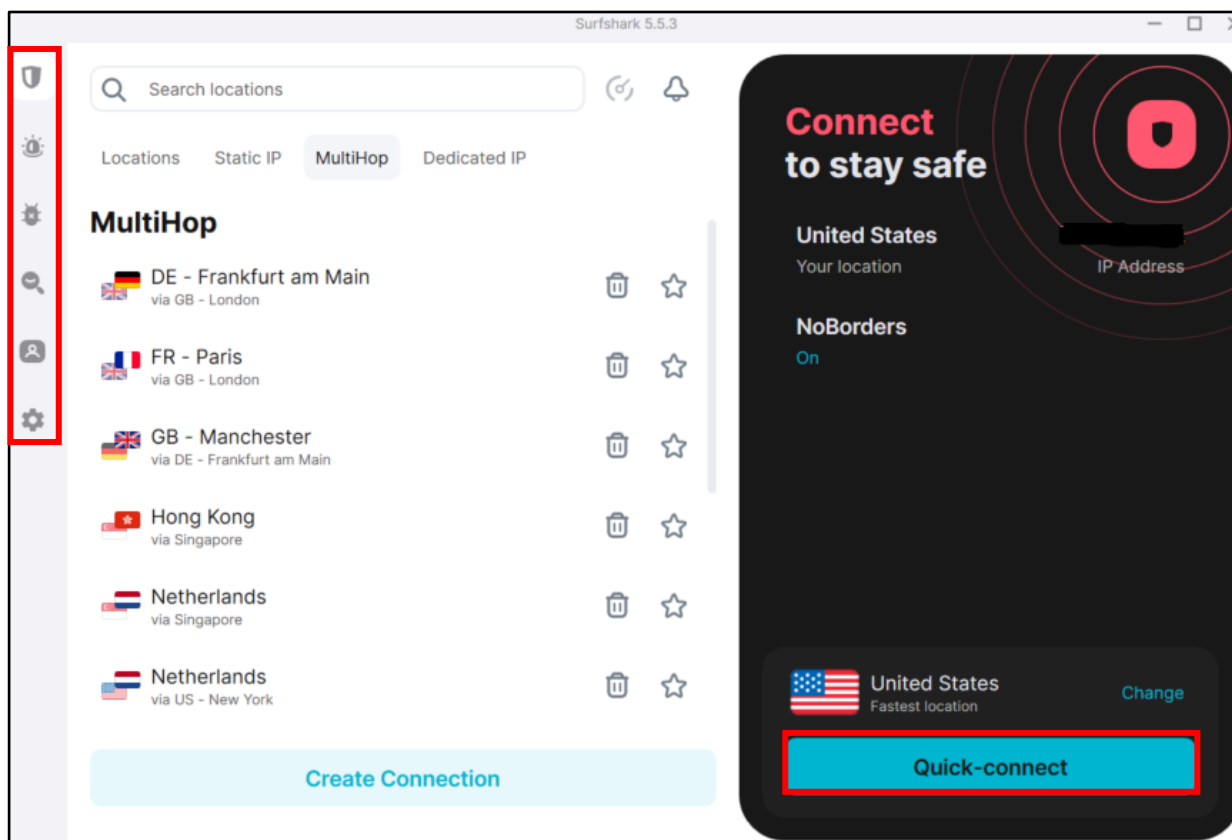 Surfshark 5.5.3
Search locations
Locations Static IP MultiHop Dedicated IP
MultiHop
DE - Frankfurt am Main
via GB - London
FR - Paris
via GB - London
GB - Manchester
via DE - Frankfurt am Main
Hong Kong
via Singapore
Netherlands
via Singapore
Netherlands
via US - New York
Create Connection
Connect
to stay safe
United States
Your location IP Address
NoBorders
On
United States
Fastest location
Change
Quick-connect